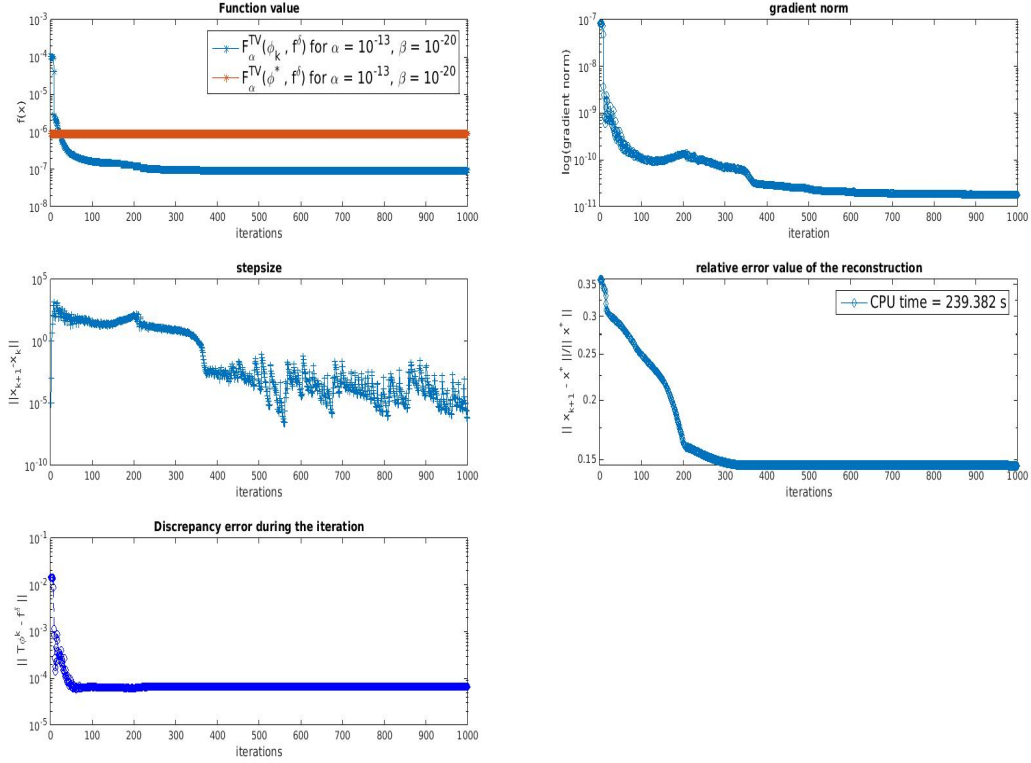 Function value
10^-3
10^-4
10^-5
10^-6
10^-7
10^-8
f(x)
F_α^TV(ϕ_k , f^δ) for α = 10^-13, β = 10^-20
F_α^TV(ϕ^* , f^δ) for α = 10^-13, β = 10^-20
0 100 200 300 400 500 600 700 800 900 1000
iterations
gradient norm
10^-7
10^-8
10^-9
10^-10
10^-11
log(gradient norm)
0 100 200 300 400 500 600 700 800 900 1000
iteration
stepsize
10^5
10^0
10^-5
10^-10
||x_k+1-x_k||
0 100 200 300 400 500 600 700 800 900 1000
iterations
relative error value of the reconstruction
0.35
0.3
0.2
0.15
|| x_k+1 - x^+ ||/|| x^+ ||
CPU time = 239.382 s
0 100 200 300 400 500 600 700 800 900 1000
iterations
Discrepancy error during the iteration
10^-1
10^-2
10^-3
10^-4
10^-5
|| Tϕ^k - f^δ ||
0 100 200 300 400 500 600 700 800 900 1000
iterations